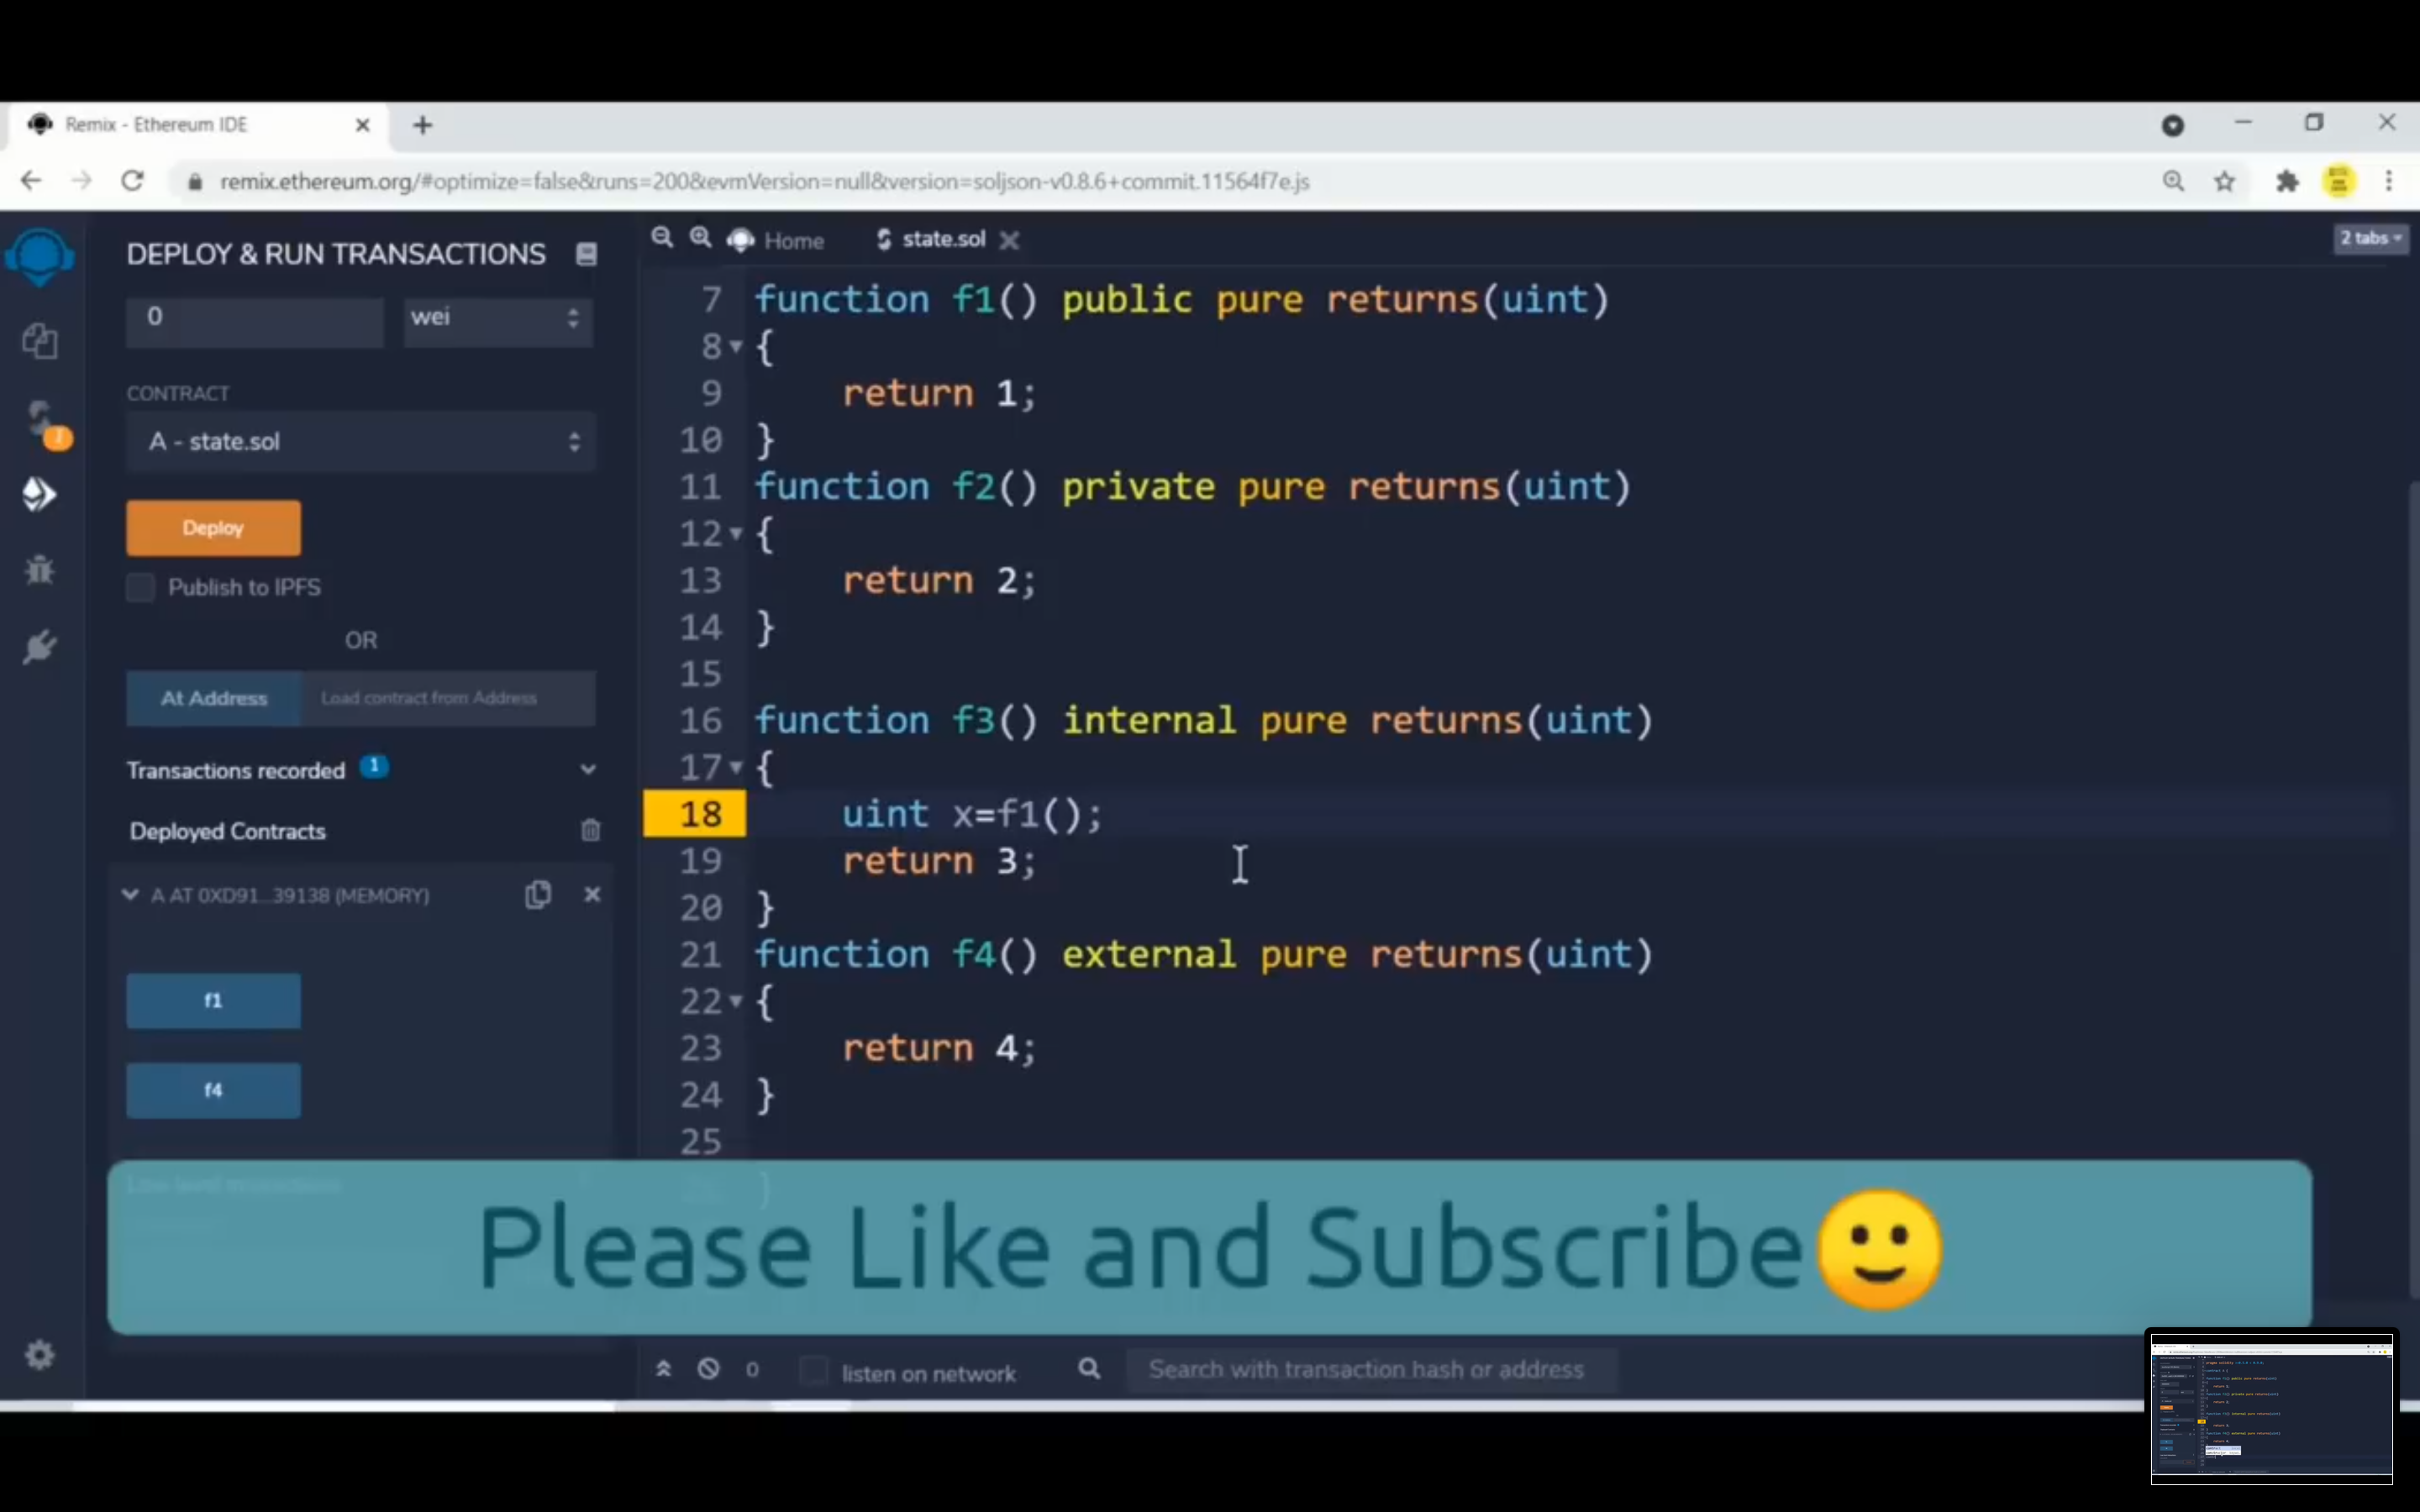 Remix - Ethereum IDE
remix.ethereum.org/#optimize=false&runs=200&evmVersion=null&version=soljson-v0.8.6+commit.11564f7e.js
DEPLOY & RUN TRANSACTIONS
0 wei
CONTRACT
A - state.sol
Deploy
Publish to IPFS
OR
At Address Load contract from Address
Transactions recorded 1
Deployed Contracts
A AT 0XD91...39138 (MEMORY)
f1
f4
Home state.sol 2 tabs
7 function f1() public pure returns(uint)
8 {
9 return 1;
10 }
11 function f2() private pure returns(uint)
12 {
13 return 2;
14 }
15
16 function f3() internal pure returns(uint)
17 {
18 uint x=f1();
19 return 3;
20 }
21 function f4() external pure returns(uint)
22 {
23 return 4;
24 }
25
}
Please Like and Subscribe🙂
0 listen on network Search with transaction hash or address